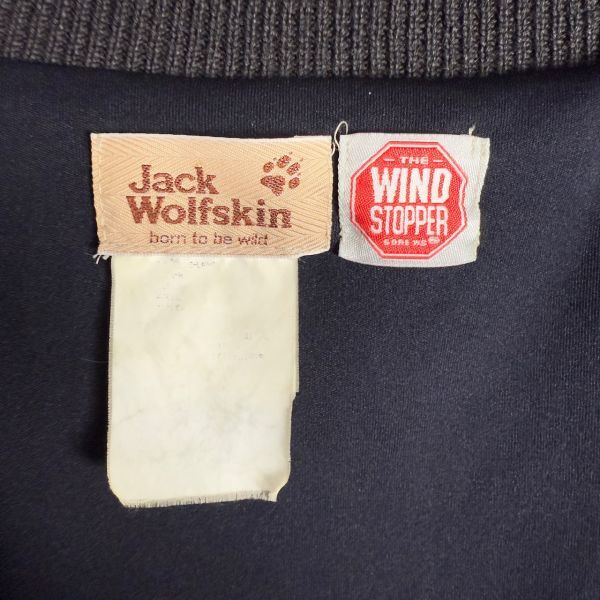 Jack
Wolfskin
born to be wild
THE
WIND
STOPPER